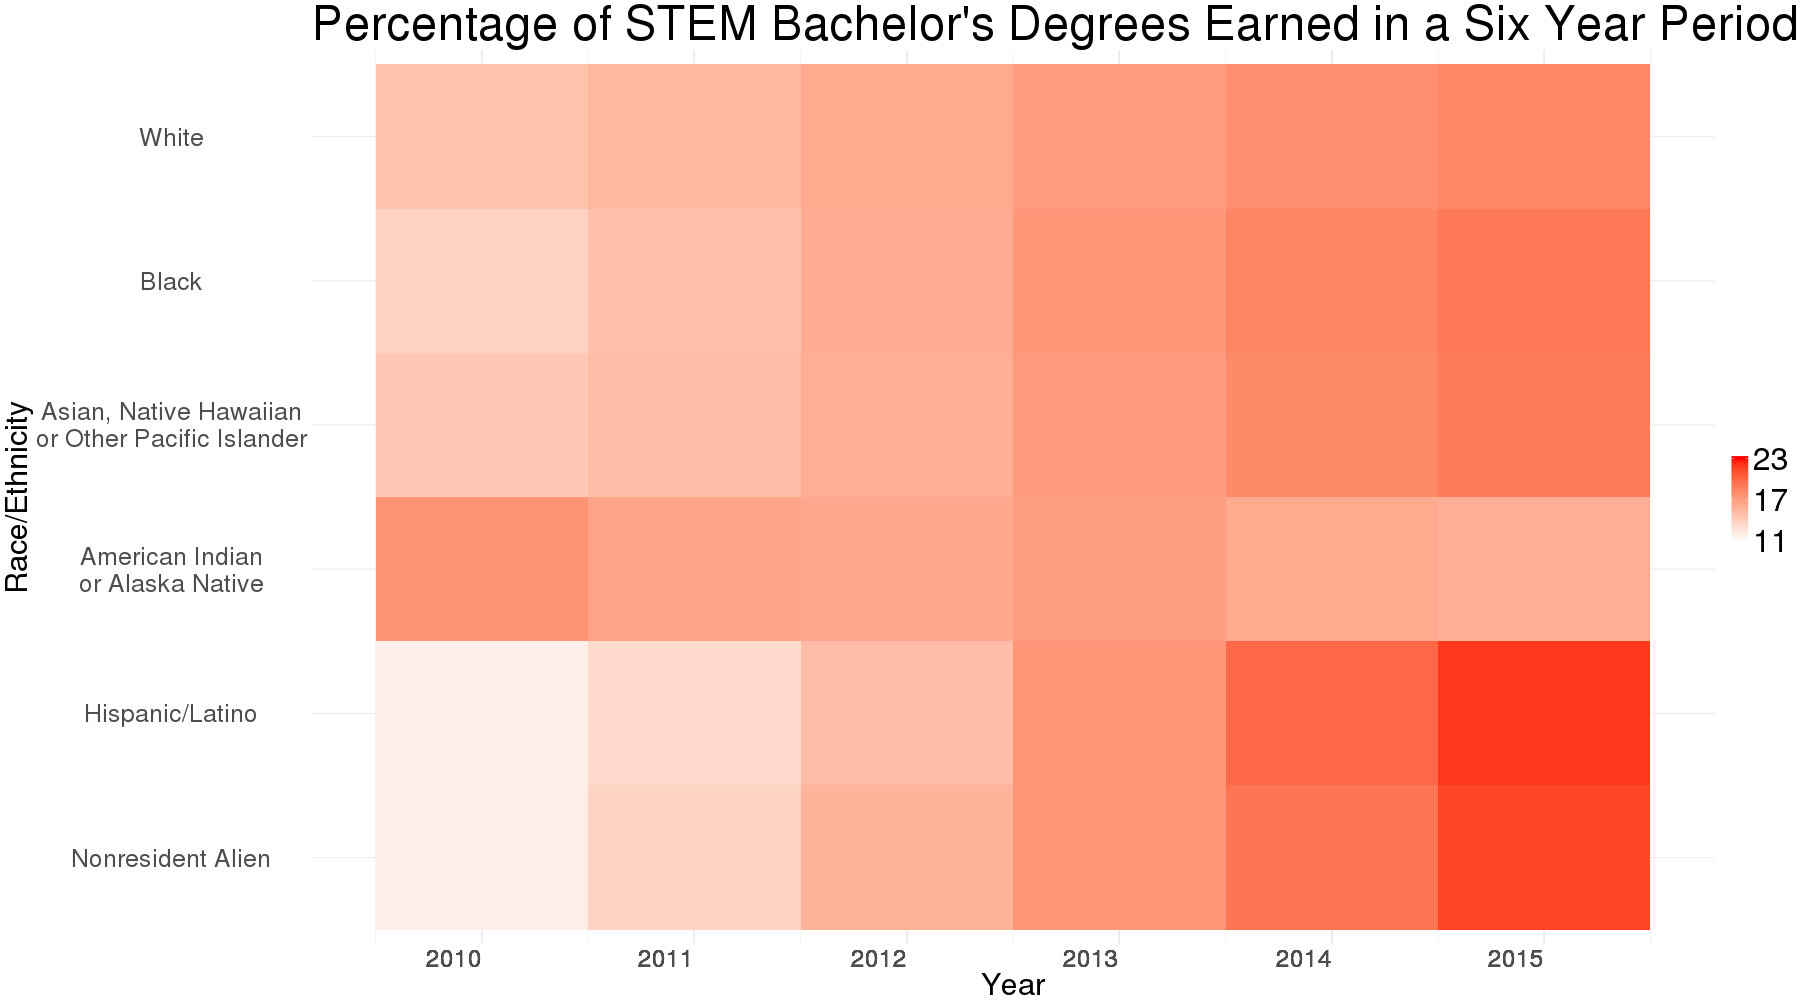 Percentage of STEM Bachelor's Degrees Earned in a Six Year Period
Race/Ethnicity
White
Black
Asian, Native Hawaiian
or Other Pacific Islander
American Indian
or Alaska Native
Hispanic/Latino
Nonresident Alien
2010 2011 2012 2013 2014 2015
Year
23
17
11